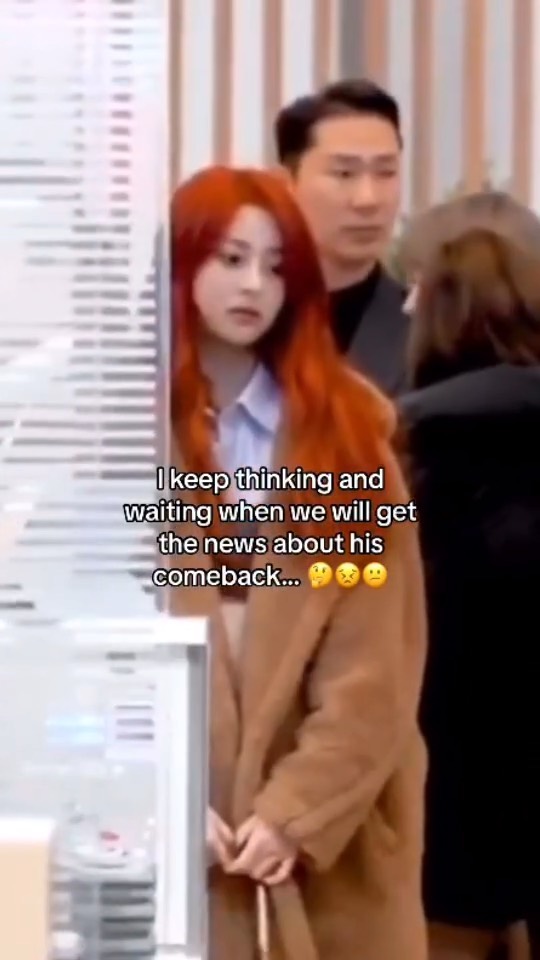 I keep thinking and
waiting when we will get
the news about his
comeback... 🤔😣😕